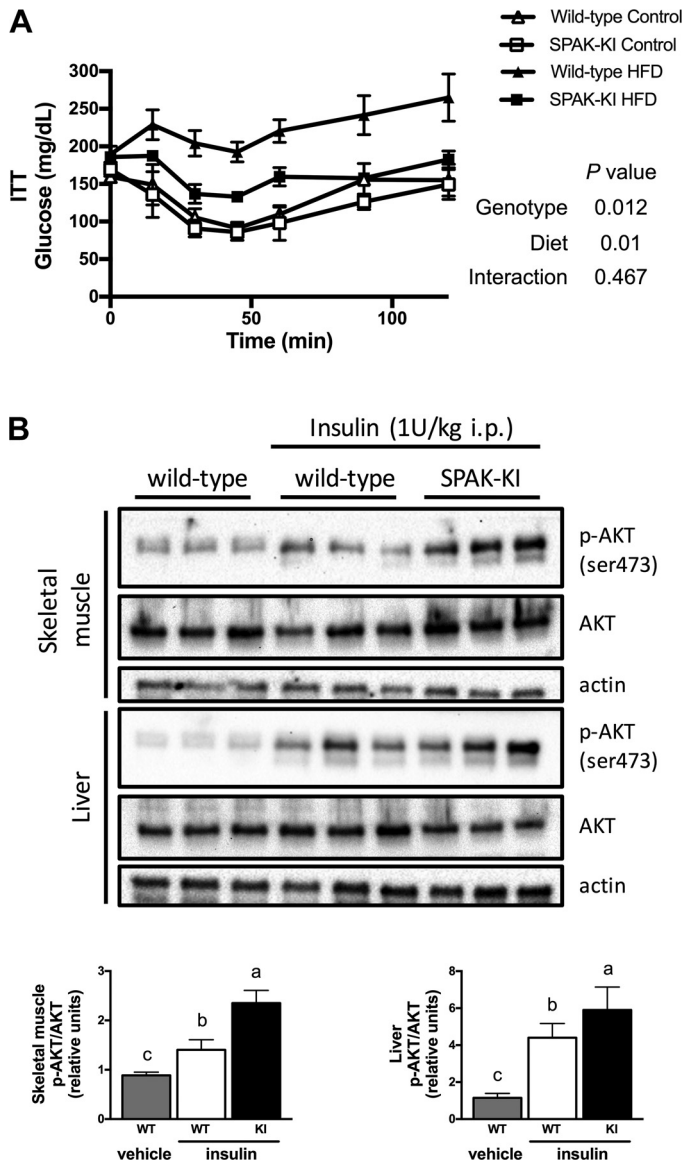 A
Wild-type Control
SPAK-KI Control
Wild-type HFD
SPAK-KI HFD
ITT
Glucose (mg/dL)
300
250
200
150
100
50
0
0
50
100
Time (min)
P value
Genotype 0.012
Diet 0.01
Interaction 0.467
B
Insulin (1U/kg i.p.)
wild-type wild-type SPAK-KI
Skeletal
muscle
p-AKT
(ser473)
AKT
actin
Liver
p-AKT
(ser473)
AKT
actin
Skeletal muscle
p-AKT/AKT
(relative units)
3
2
1
0
c
b
a
WT WT KI
vehicle insulin
Liver
p-AKT/AKT
(relative units)
8
6
4
2
0
c
b
a
WT WT KI
vehicle insulin